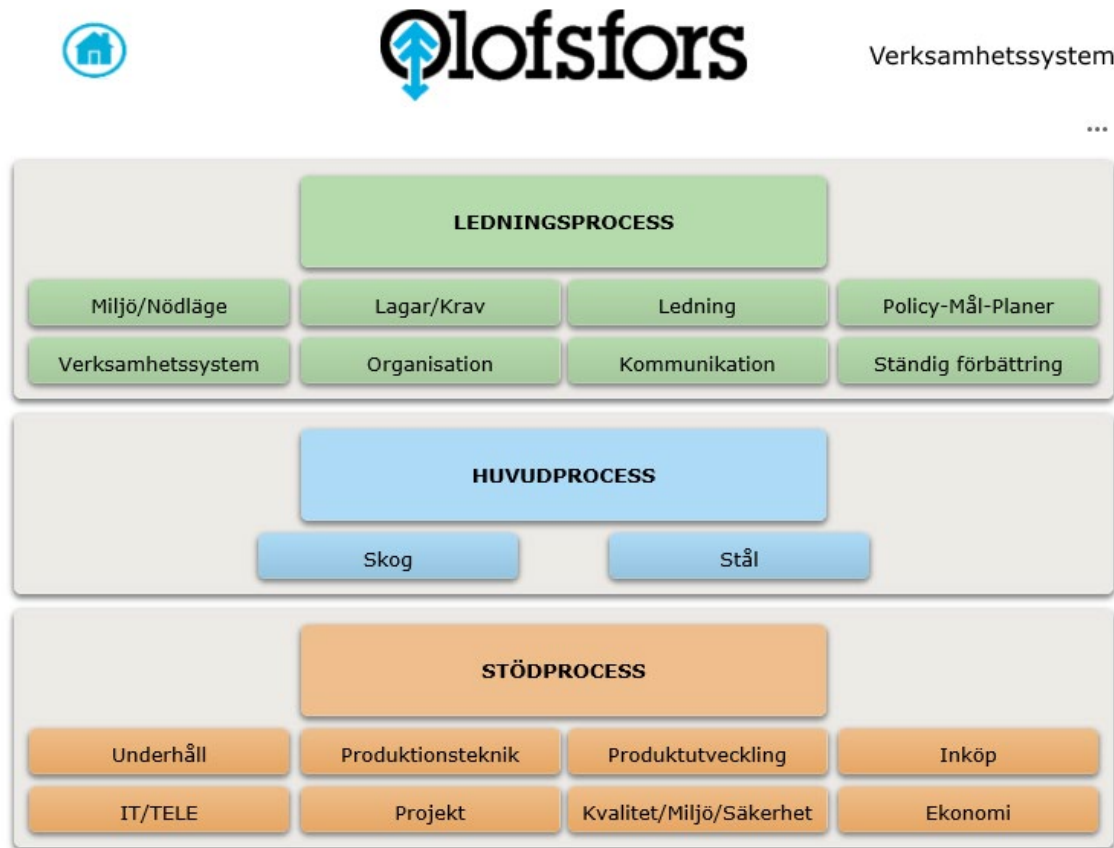 Olofsfors
Verksamhetssystem
...
LEDNINGSPROCESS
Miljö/Nödläge
Lagar/Krav
Ledning
Policy-Mål-Planer
Verksamhetssystem
Organisation
Kommunikation
Ständig förbättring
HUVUDPROCESS
Skog
Stål
STÖDPROCESS
Underhåll
Produktionsteknik
Produktutveckling
Inköp
IT/TELE
Projekt
Kvalitet/Miljö/Säkerhet
Ekonomi